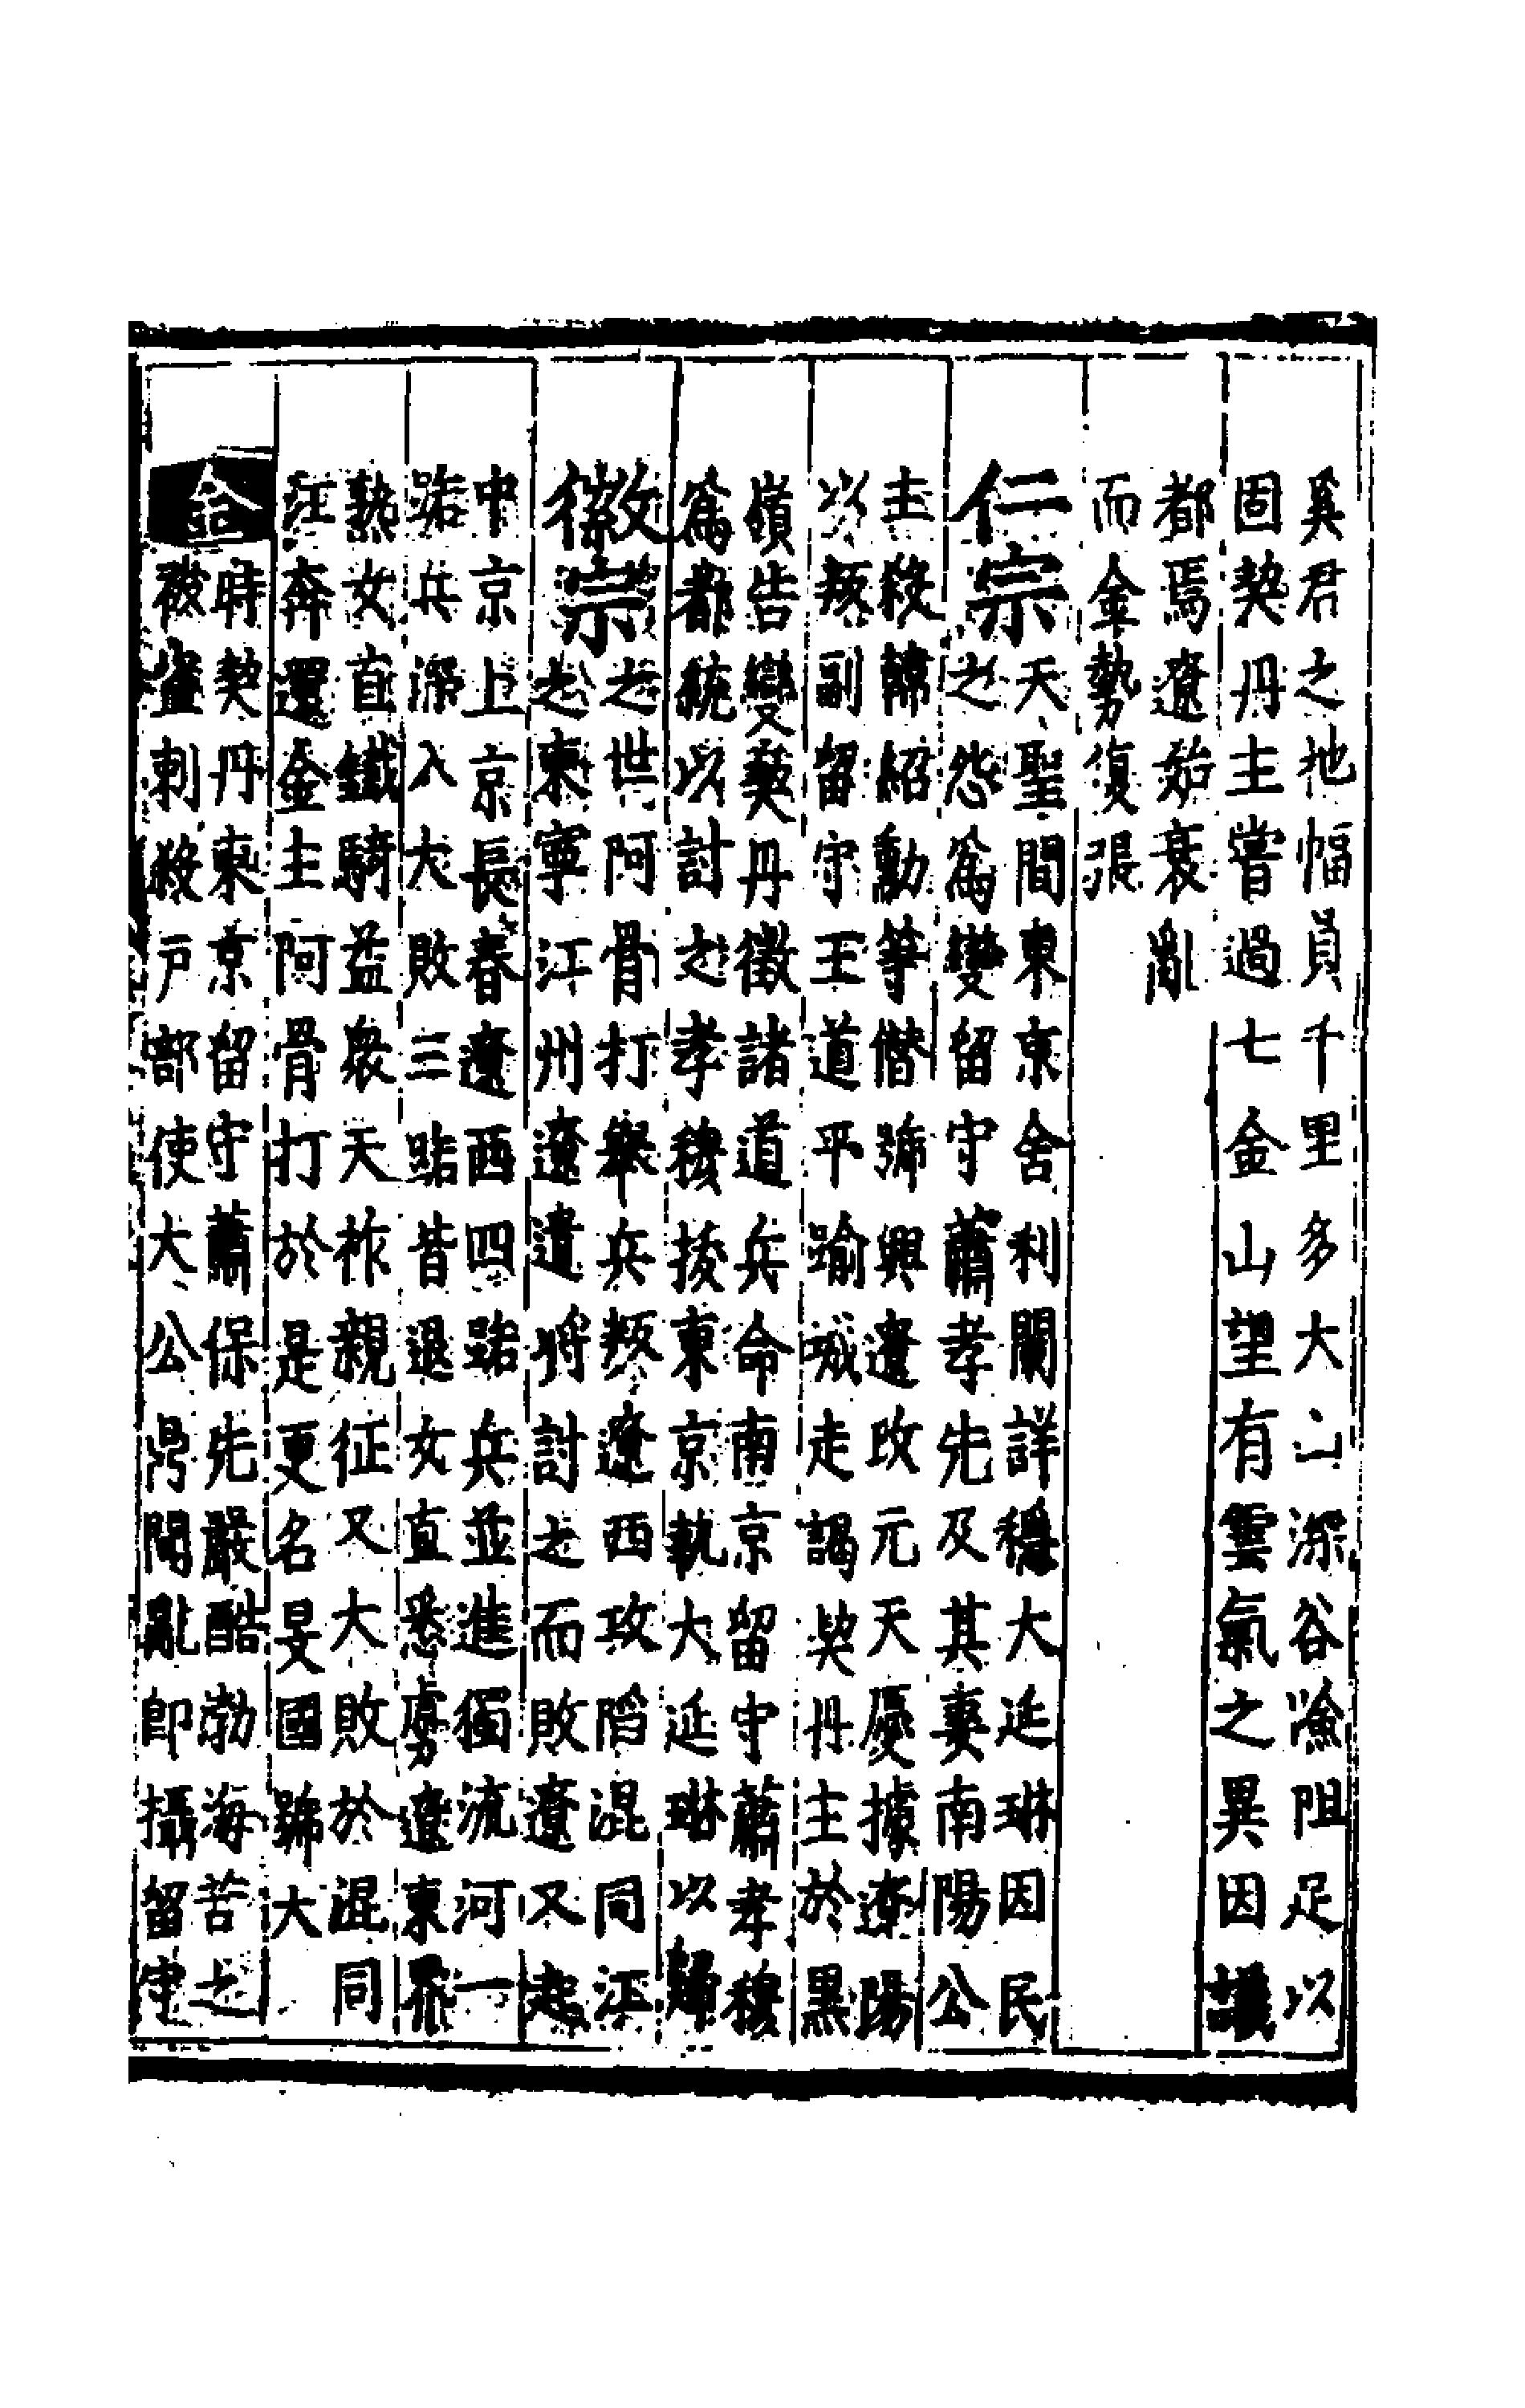 奚君之地幅員千里多大山深谷險阻足以
固契丹主嘗過七金山望有雲氣之異因議
都焉遼始衰亂
而金勢復張
仁宗
天聖間東京舍利闌詳穩大延琳因民
之怨為變留守蕭孝先及其妻南陽公
主殺韓紹勳等僭號興遼改元天慶據遼陽
以叛副留守王道平踰城走謁契丹主於黑
嶺告變契丹徵諸道兵命南京留守蕭孝穆
為都統以討之孝穆拔東京執大延琳以歸
徽宗
政之世阿骨打舉兵叛遼西攻陷混同江
之東寧江州遼遣將討之而敗遼又起
中京上京長春遼西四路兵並進獨流河一
路兵深入大敗三路皆退女直悉虜遼東界
熟女直鐵騎益衆天祚親征又大敗於混同
江奔還金主阿骨打於是更名旻國號大
金
時契丹東京留守蕭保先嚴酷勃海苦之
被盜刺殺戶部使大公鼎聞亂即攝留守